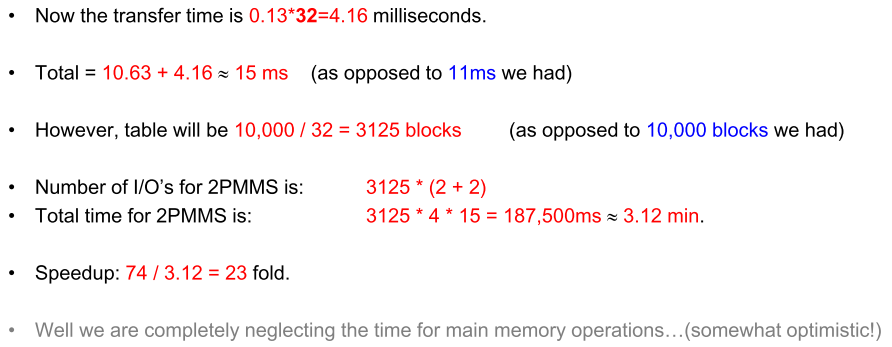 • Now the transfer time is 0.13*32=4.16 milliseconds.
• Total = 10.63 + 4.16 ≈ 15 ms (as opposed to 11ms we had)
• However, table will be 10,000 / 32 = 3125 blocks (as opposed to 10,000 blocks we had)
• Number of I/O’s for 2PMMS is: 3125 * (2 + 2)
• Total time for 2PMMS is: 3125 * 4 * 15 = 187,500ms ≈ 3.12 min.
• Speedup: 74 / 3.12 = 23 fold.
• Well we are completely neglecting the time for main memory operations…(somewhat optimistic!)